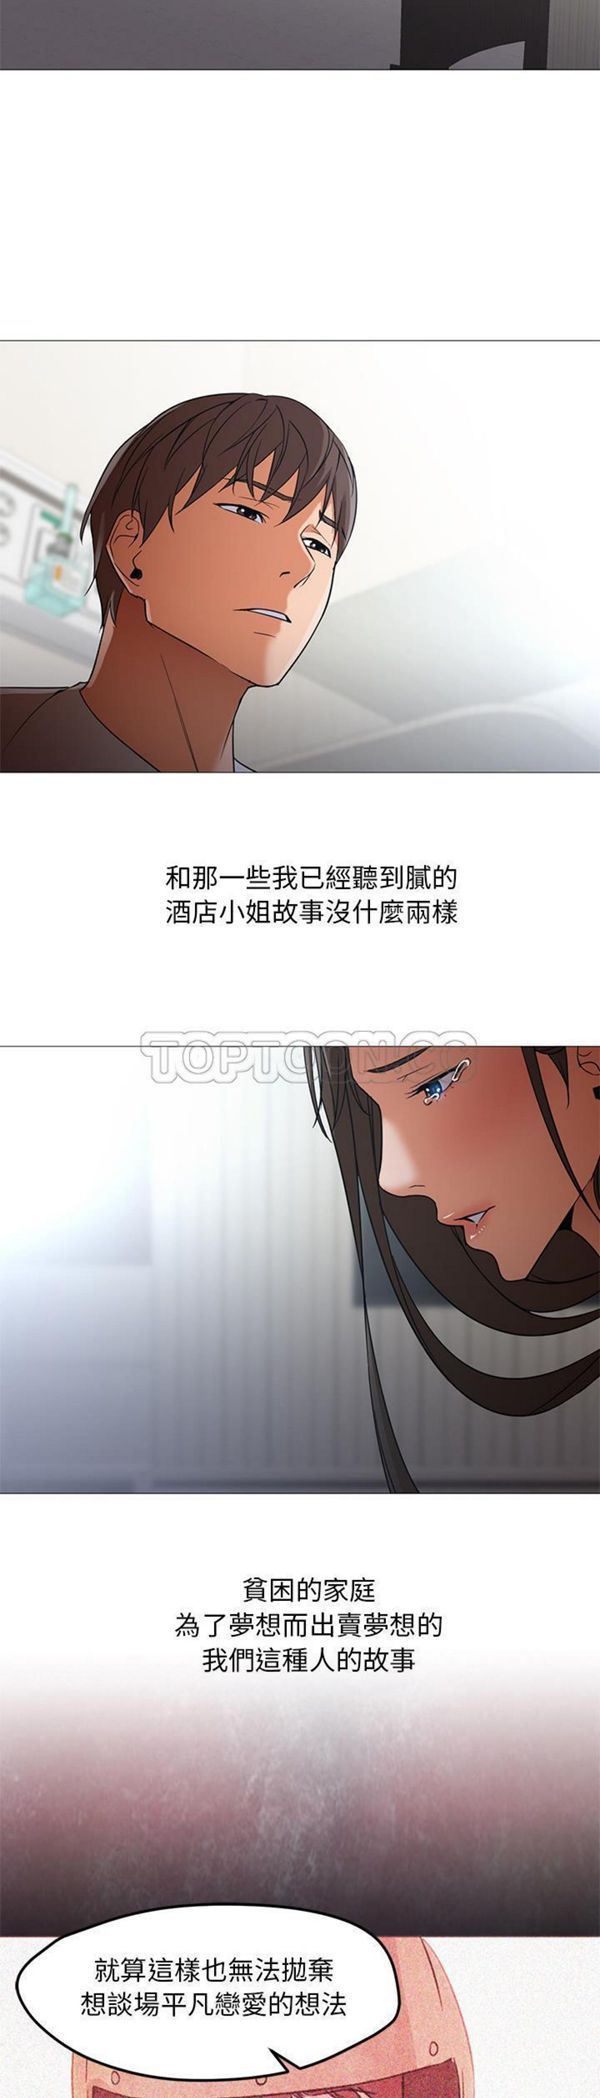 和那一些我已經聽到膩的
酒店小姐故事沒什麼兩樣
TOPTOON.CO
貧困的家庭
為了夢想而出賣夢想的
我們這種人的故事
就算這樣也無法拋棄
想談場平凡戀愛的想法